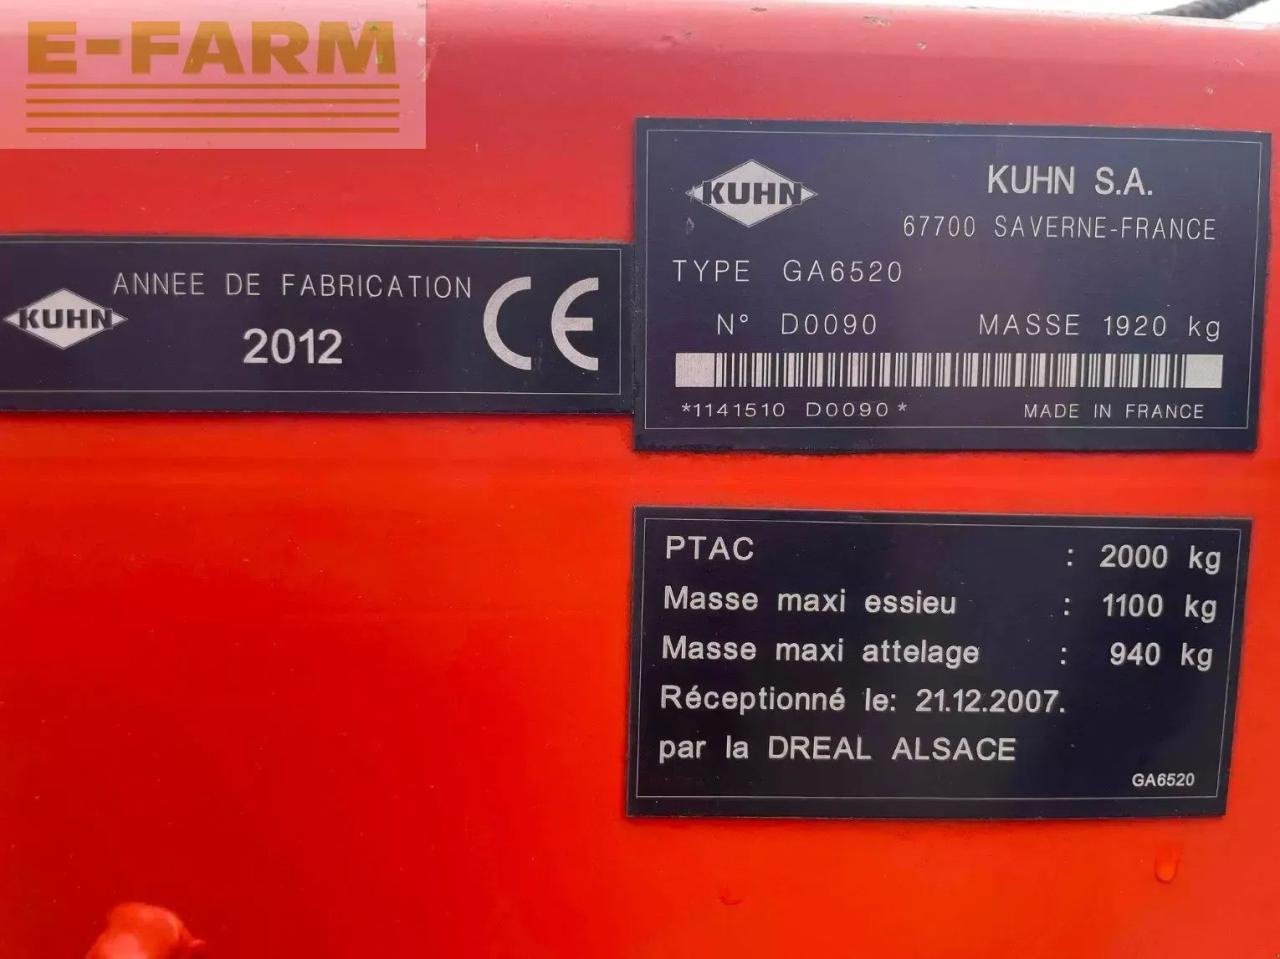 E-FARM
KUHN
ANNEE DE FABRICATION
2012
CE
KUHN
KUHN S.A.
67700 SAVERNE-FRANCE
TYPE GA6520
N° D0090 MASSE 1920 kg
*1141510 D0090*
MADE IN FRANCE
PTAC : 2000 kg
Masse maxi essieu : 1100 kg
Masse maxi attelage : 940 kg
Réceptionné le: 21.12.2007.
par la DREAL ALSACE
GA6520